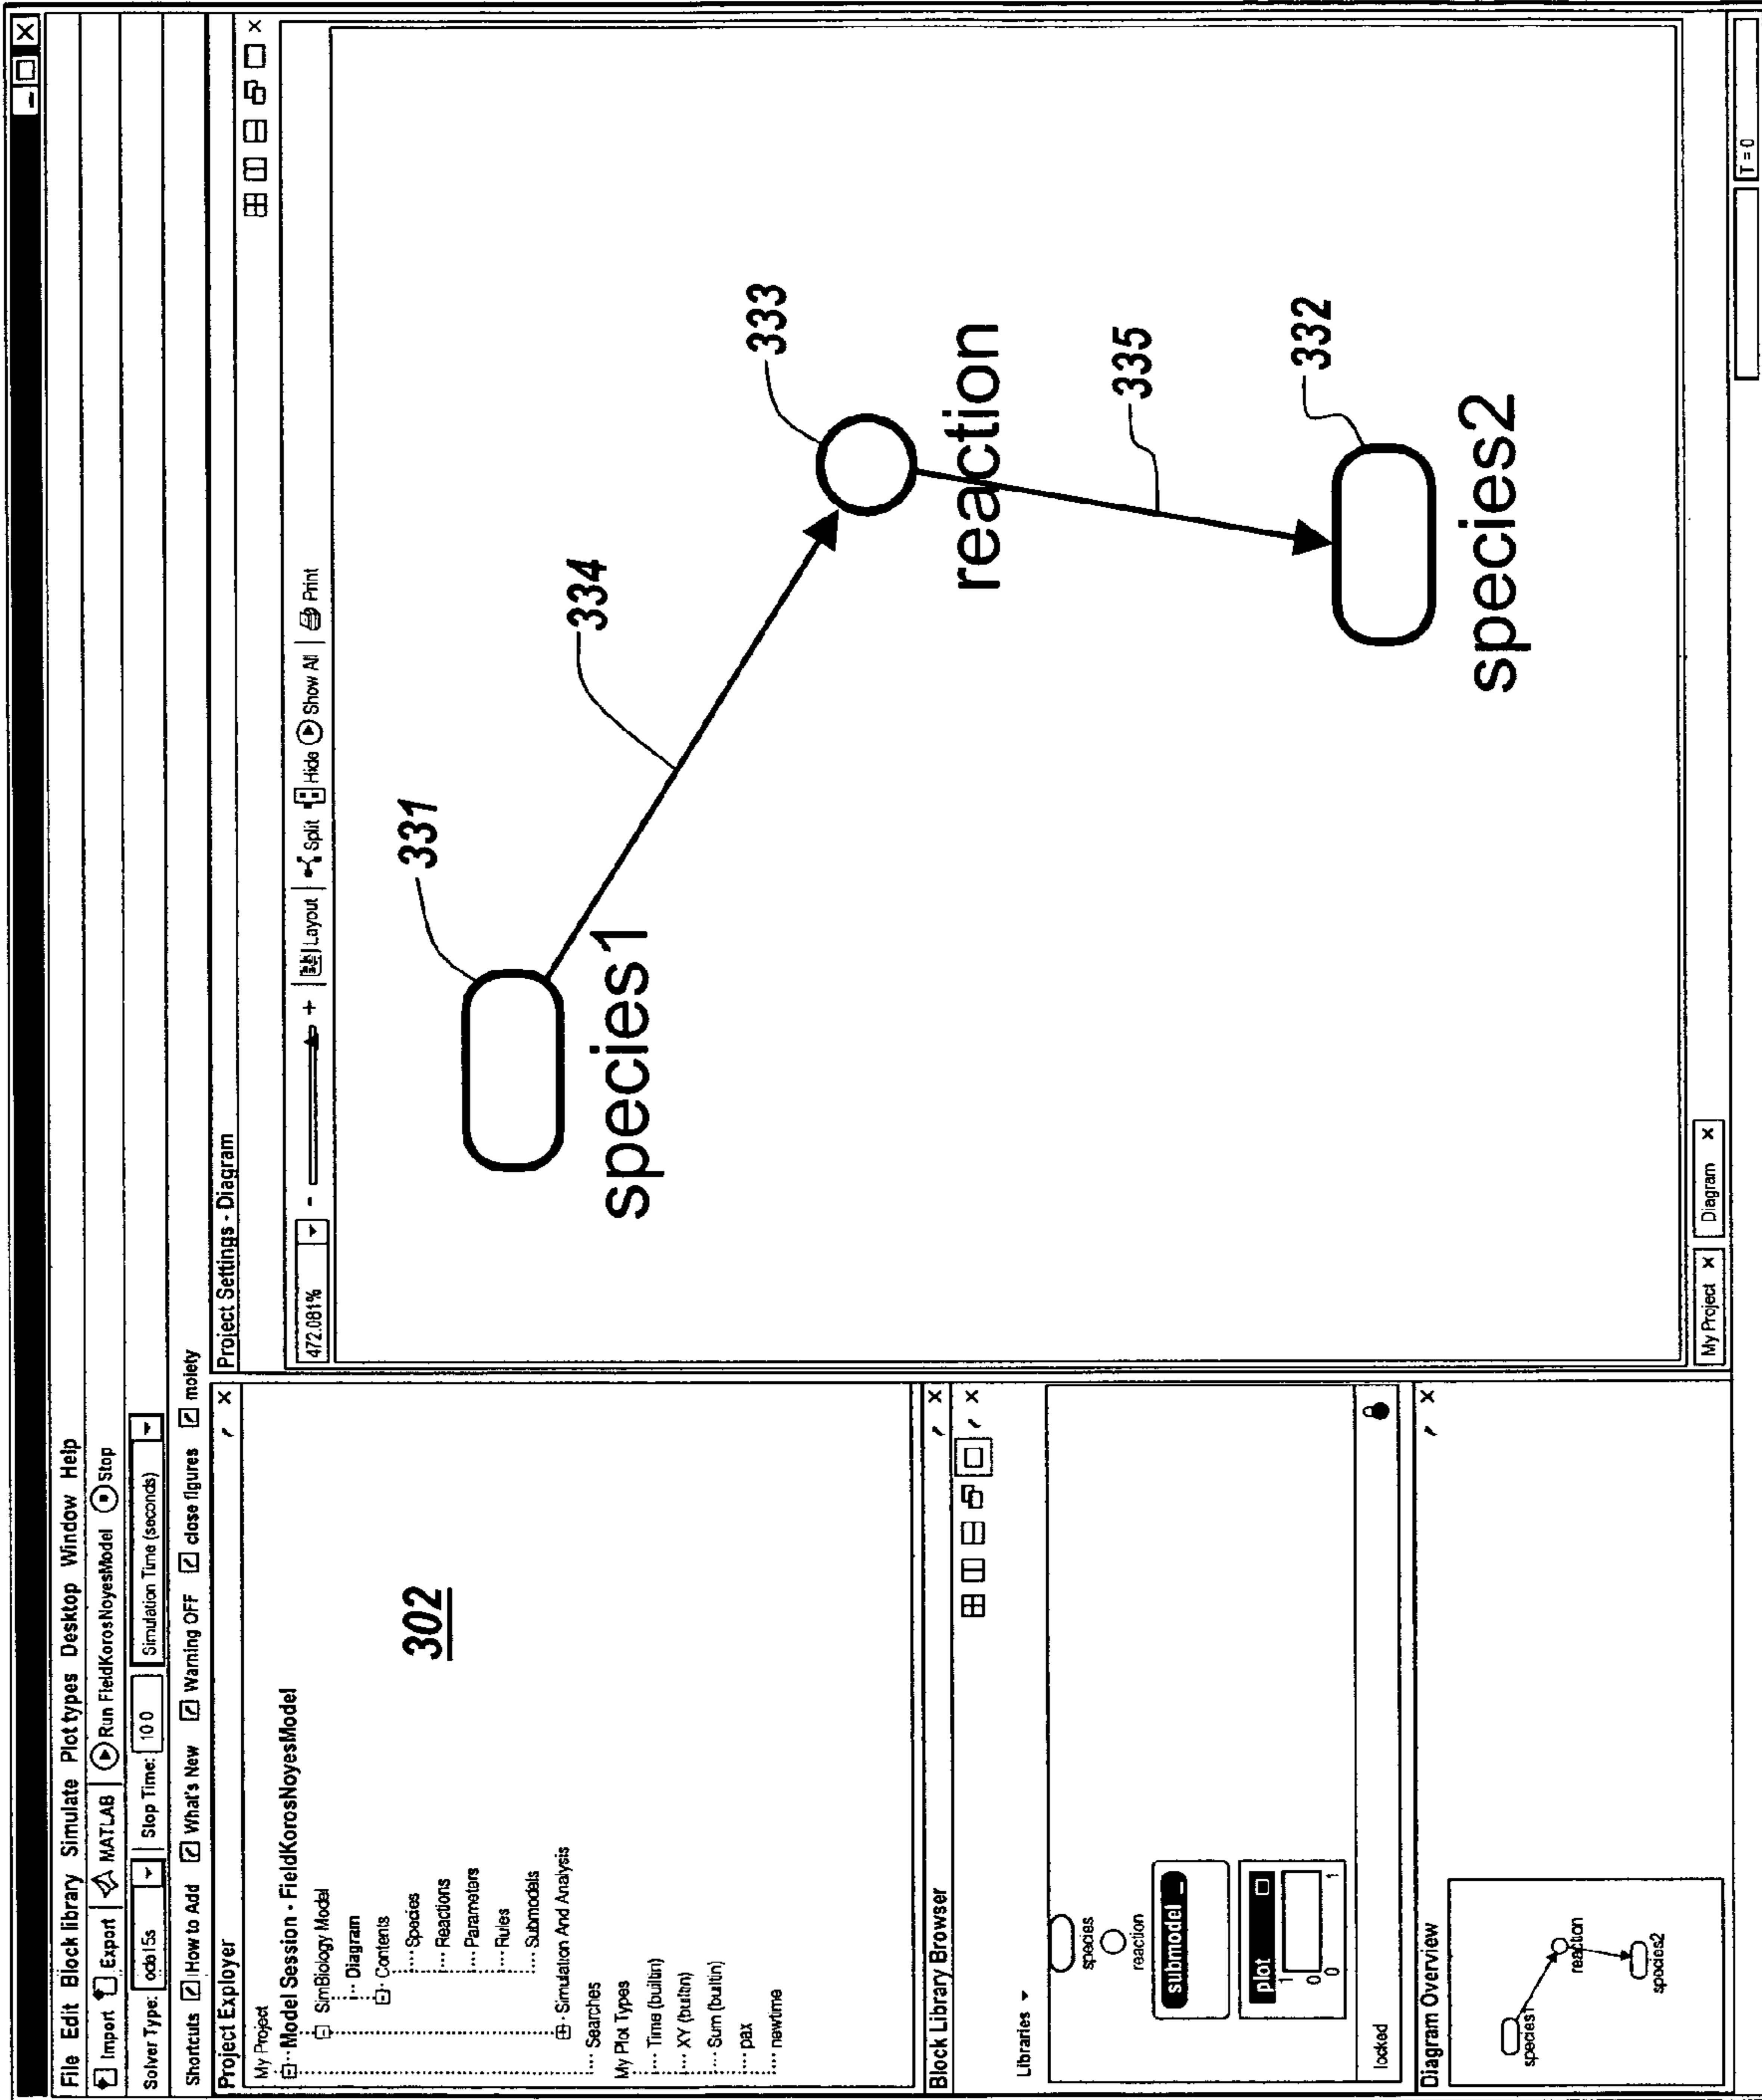 File Edit Block library Simulate Plot types Desktop Window Help
Import Export MATLAB Run FieldKorosNoyesModel Stop
Solver Type: ode15s Stop Time: 10 0 Simulation Time (seconds)
Shortcuts How to Add What's New Warning OFF close figures moiety
Project Explorer
My Project
Model Session - FieldKorosNoyesModel
SimBiology Model
Diagram
Contents
Species
Reactions
Parameters
Rules
Submodels
Simulation And Analysis
Searches
My Plot Types
Time (builtin)
XY (builtin)
Sum (builtin)
pax
newtime
302
Block Library Browser
Libraries
species
reaction
submodel
plot
1
0
0 1
locked
Diagram Overview
species1
reaction
species2
Project Settings - Diagram
472.081% - + Layout Split Hide Show All Print
331
species1
334
333
reaction
335
332
species2
My Project Diagram
T = 0